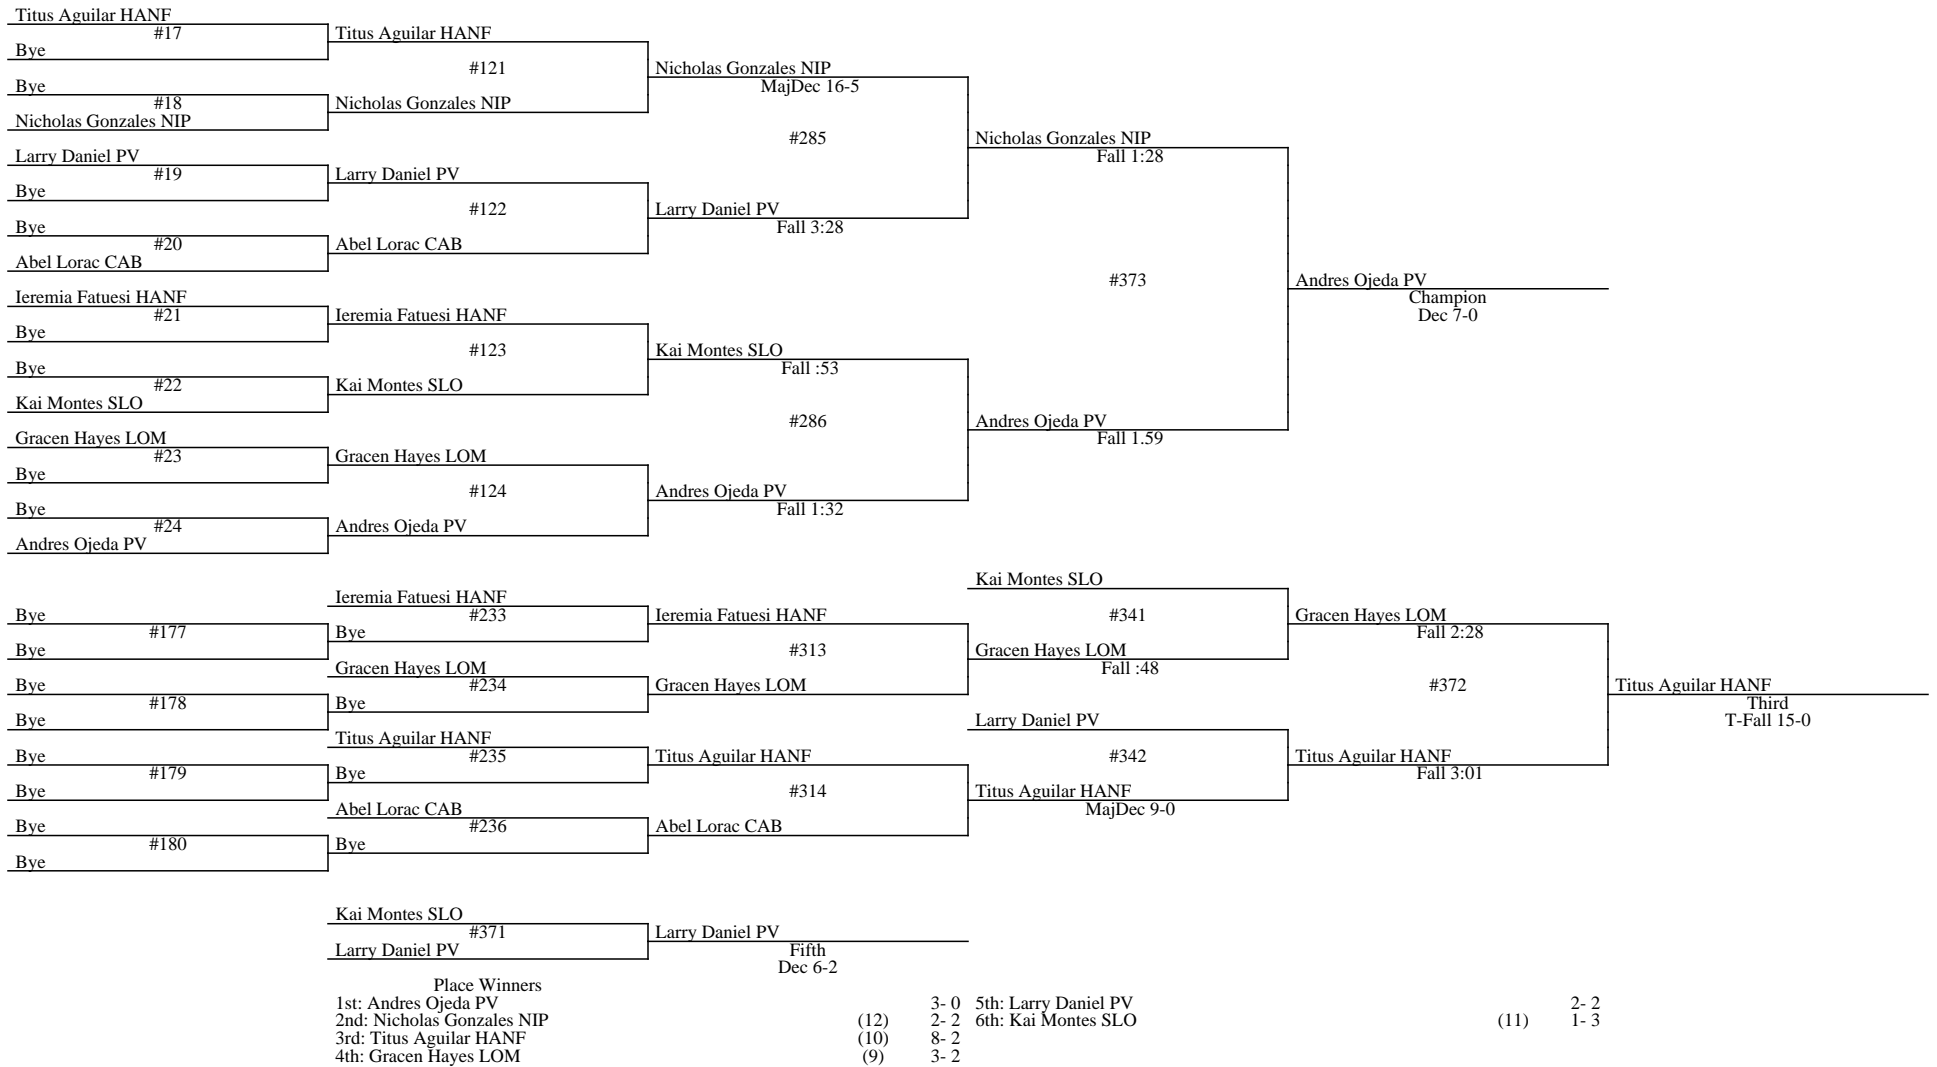 Titus Aguilar HANF
#17
Bye
Bye
#18
Nicholas Gonzales NIP
Larry Daniel PV
#19
Bye
Bye
#20
Abel Lorac CAB
Ieremia Fatuesi HANF
#21
Bye
Bye
#22
Kai Montes SLO
Gracen Hayes LOM
#23
Bye
Bye
#24
Andres Ojeda PV
Titus Aguilar HANF
#121
Nicholas Gonzales NIP
Larry Daniel PV
#122
Abel Lorac CAB
Ieremia Fatuesi HANF
#123
Kai Montes SLO
Gracen Hayes LOM
#124
Andres Ojeda PV
Nicholas Gonzales NIP
MajDec 16-5
#285
Larry Daniel PV
Fall 3:28
Kai Montes SLO
Fall :53
#286
Andres Ojeda PV
Fall 1:32
Nicholas Gonzales NIP
Fall 1:28
#373
Andres Ojeda PV
Fall 1.59
Andres Ojeda PV
Champion
Dec 7-0
Bye
#177
Bye
Bye
#178
Bye
Bye
#179
Bye
Bye
#180
Bye
Ieremia Fatuesi HANF
#233
Bye
Gracen Hayes LOM
#234
Bye
Titus Aguilar HANF
#235
Bye
Abel Lorac CAB
#236
Bye
Ieremia Fatuesi HANF
#313
Gracen Hayes LOM
Titus Aguilar HANF
#314
Abel Lorac CAB
Kai Montes SLO
#341
Gracen Hayes LOM
Fall :48
Larry Daniel PV
#342
Titus Aguilar HANF
MajDec 9-0
Gracen Hayes LOM
Fall 2:28
#372
Titus Aguilar HANF
Fall 3:01
Titus Aguilar HANF
Third
T-Fall 15-0
Kai Montes SLO
#371
Larry Daniel PV
Larry Daniel PV
Fifth
Dec 6-2
Place Winners
1st: Andres Ojeda PV 3- 0
2nd: Nicholas Gonzales NIP (12) 2- 2
3rd: Titus Aguilar HANF (10) 8- 2
4th: Gracen Hayes LOM (9) 3- 2
5th: Larry Daniel PV 2- 2
6th: Kai Montes SLO (11) 1- 3